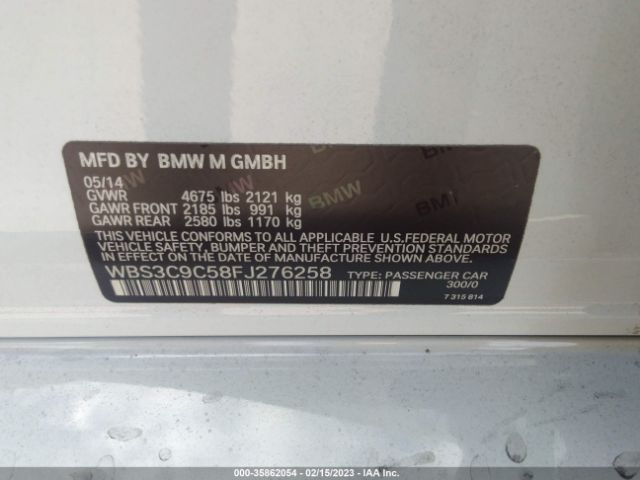 MFD BY BMW M GMBH
05/14
GVWR 4675 lbs 2121 kg
GAWR FRONT 2185 lbs 991 kg
GAWR REAR 2580 lbs 1170 kg
THIS VEHICLE CONFORMS TO ALL APPLICABLE U.S.FEDERAL MOTOR
VEHICLE SAFETY, BUMPER AND THEFT PREVENTION STANDARDS
IN EFFECT ON THE DATE OF MANUFACTURE SHOWN ABOVE.
WBS3C9C58FJ276258 TYPE: PASSENGER CAR
300/0
7 315 814
BMW
BMW
000-35862054 - 02/15/2023 - IAA Inc.